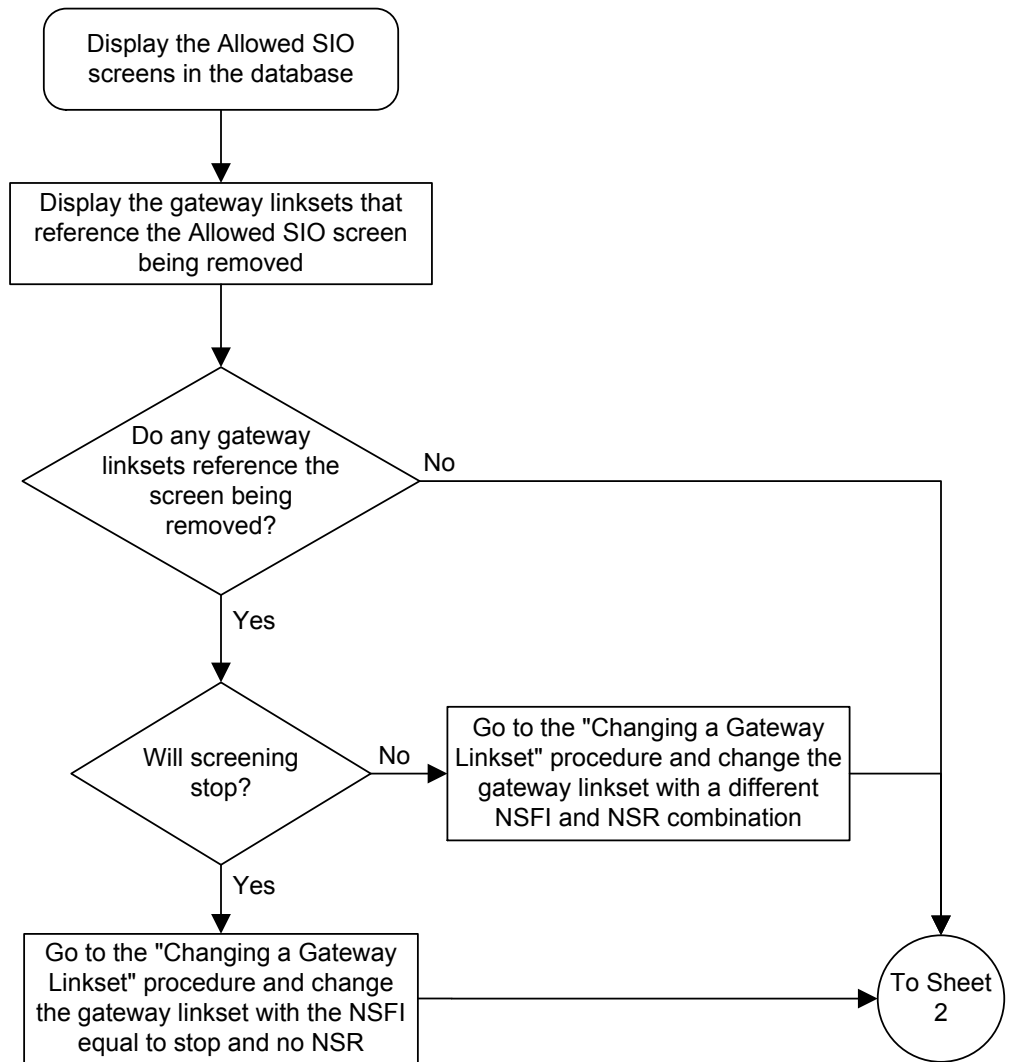 Display the Allowed SIO
screens in the database
Display the gateway linksets that
reference the Allowed SIO screen
being removed
Do any gateway
linksets reference the
screen being
removed?
No
Yes
Will screening
stop?
No
Go to the "Changing a Gateway
Linkset" procedure and change the
gateway linkset with a different
NSFI and NSR combination
Yes
Go to the "Changing a Gateway
Linkset" procedure and change
the gateway linkset with the NSFI
equal to stop and no NSR
To Sheet
2